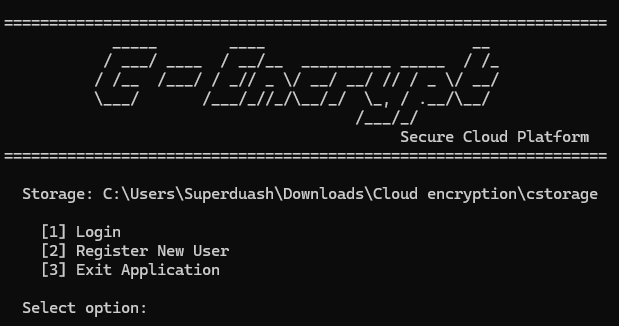 C-Encrypt
Secure Cloud Platform
Storage: C:\Users\Superduash\Downloads\Cloud encryption\cstorage
[1] Login
[2] Register New User
[3] Exit Application
Select option: